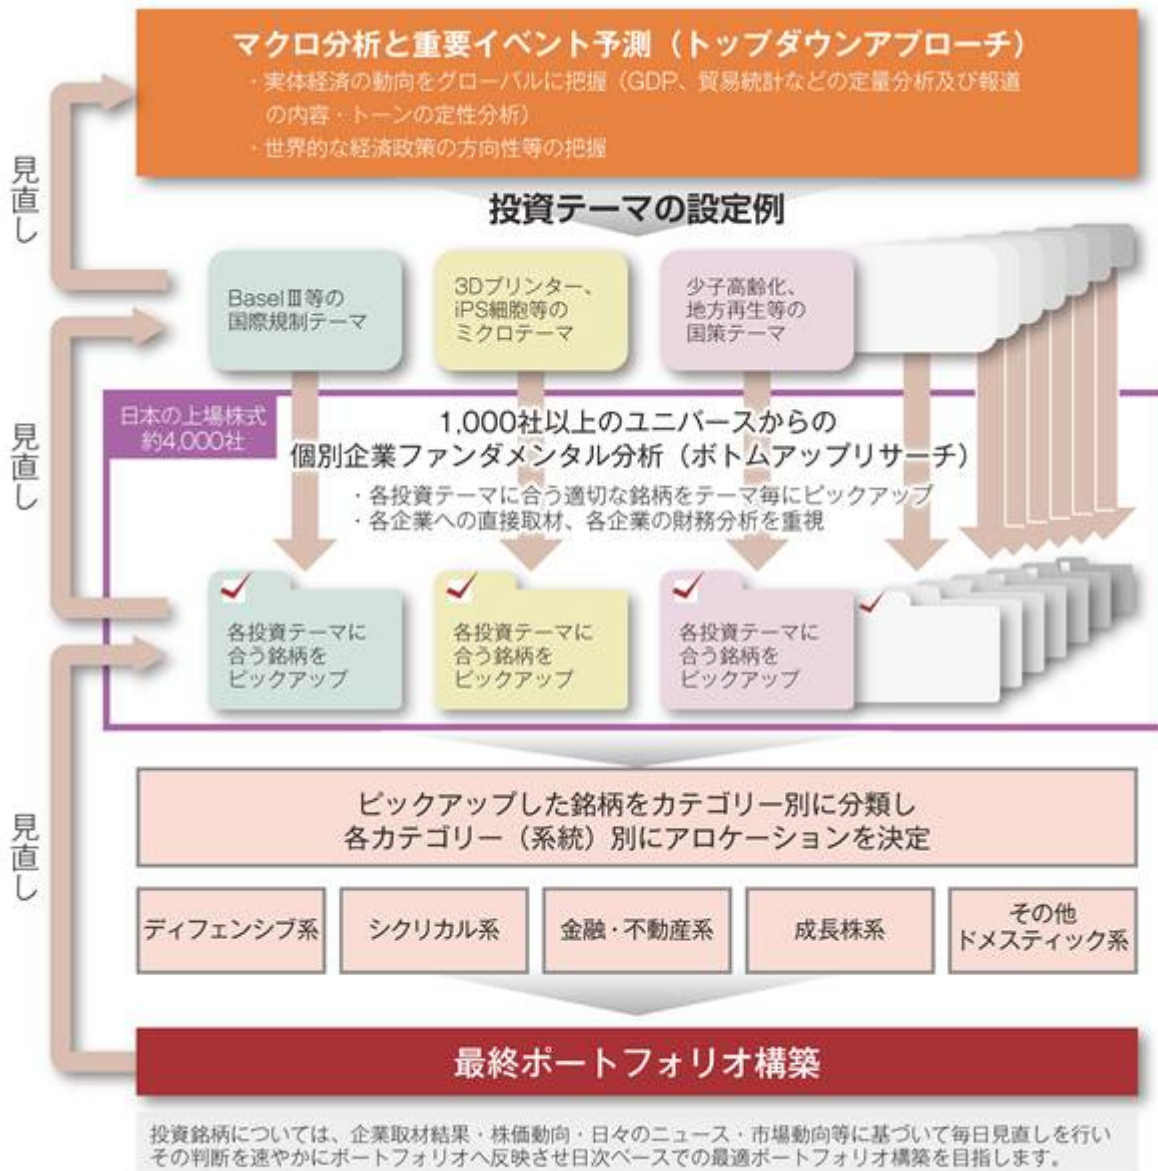 マクロ分析と重要イベント予測（トップダウンアプローチ）
・実体経済の動向をグローバルに把握（GDP、貿易統計などの定量分析及び報道
の内容・トーンの定性分析）
・世界的な経済政策の方向性等の把握
見直し
投資テーマの設定例
BaselⅢ等の
国際規制テーマ
3Dプリンター、
iPS細胞等の
ミクロテーマ
少子高齢化、
地方再生等の
国策テーマ
見直し
日本の上場株式
約4,000社
1,000社以上のユニバースからの
個別企業ファンダメンタル分析（ボトムアップリサーチ）
・各投資テーマに合う適切な銘柄をテーマ毎にピックアップ
・各企業への直接取材、各企業の財務分析を重視
各投資テーマに
合う銘柄を
ピックアップ
各投資テーマに
合う銘柄を
ピックアップ
各投資テーマに
合う銘柄を
ピックアップ
見直し
ピックアップした銘柄をカテゴリー別に分類し
各カテゴリー（系統）別にアロケーションを決定
ディフェンシブ系
シクリカル系
金融・不動産系
成長株系
その他
ドメスティック系
最終ポートフォリオ構築
投資銘柄については、企業取材結果・株価動向・日々のニュース・市場動向等に基づいて毎日見直しを行い
その判断を速やかにポートフォリオへ反映させ日次ベースでの最適ポートフォリオ構築を目指します。